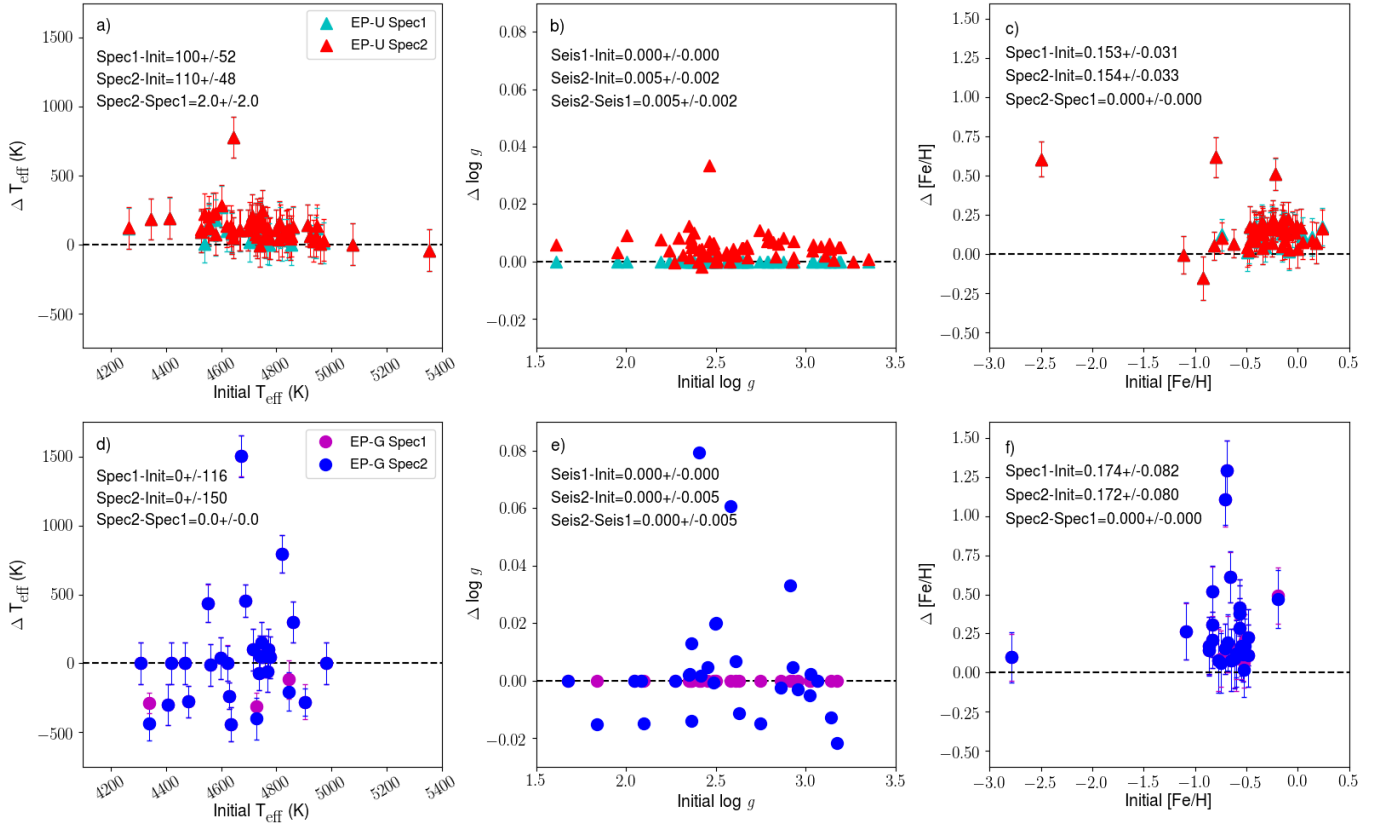 a)
EP-U Spec1
EP-U Spec2
Spec1-Init=100+/-52
Spec2-Init=110+/-48
Spec2-Spec1=2.0+/-2.0
1500
1000
500
0
−500
Δ Teff (K)
4200 4400 4600 4800 5000 5200 5400
Initial Teff (K)
b)
Seis1-Init=0.000+/-0.000
Seis2-Init=0.005+/-0.002
Seis2-Seis1=0.005+/-0.002
0.08
0.06
0.04
0.02
0.00
−0.02
Δ log g
1.5 2.0 2.5 3.0 3.5
Initial log g
c)
Spec1-Init=0.153+/-0.031
Spec2-Init=0.154+/-0.033
Spec2-Spec1=0.000+/-0.000
1.50
1.25
1.00
0.75
0.50
0.25
0.00
−0.25
−0.50
Δ [Fe/H]
−3.0 −2.5 −2.0 −1.5 −1.0 −0.5 0.0 0.5
Initial [Fe/H]
d)
EP-G Spec1
EP-G Spec2
Spec1-Init=0+/-116
Spec2-Init=0+/-150
Spec2-Spec1=0.0+/-0.0
1500
1000
500
0
−500
Δ Teff (K)
4200 4400 4600 4800 5000 5200 5400
Initial Teff (K)
e)
Seis1-Init=0.000+/-0.000
Seis2-Init=0.000+/-0.005
Seis2-Seis1=0.000+/-0.005
0.08
0.06
0.04
0.02
0.00
−0.02
Δ log g
1.5 2.0 2.5 3.0 3.5
Initial log g
f)
Spec1-Init=0.174+/-0.082
Spec2-Init=0.172+/-0.080
Spec2-Spec1=0.000+/-0.000
1.50
1.25
1.00
0.75
0.50
0.25
0.00
−0.25
−0.50
Δ [Fe/H]
−3.0 −2.5 −2.0 −1.5 −1.0 −0.5 0.0 0.5
Initial [Fe/H]